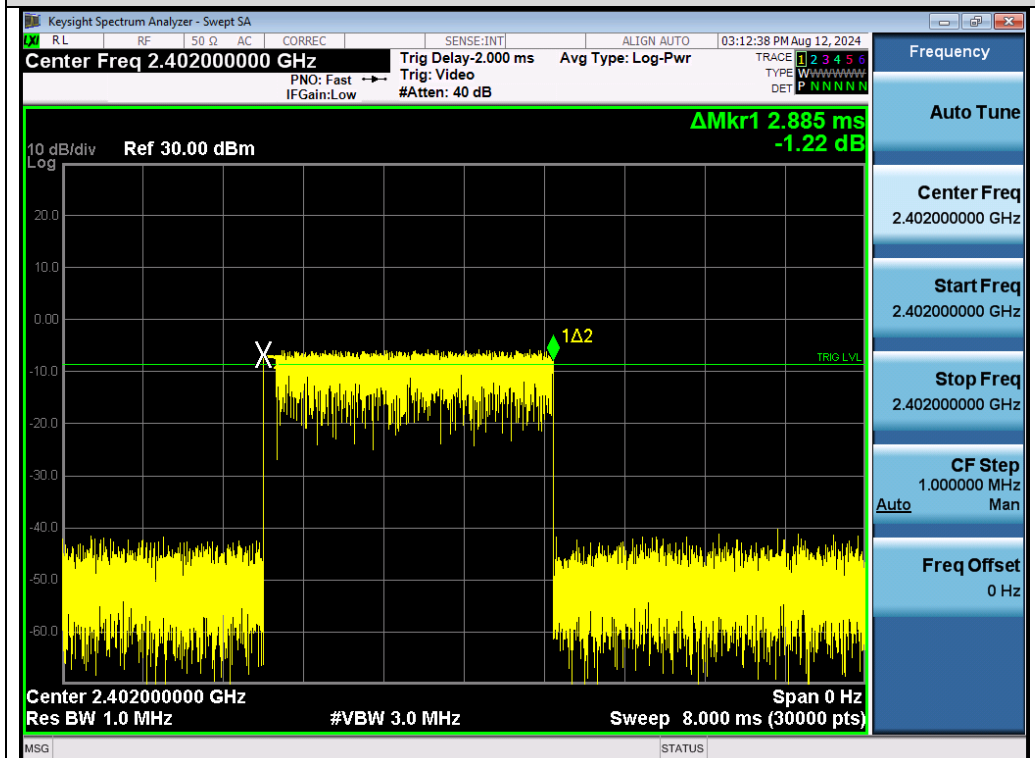 Keysight Spectrum Analyzer - Swept SA
LXI RL RF 50 Ω AC CORREC SENSE:INT ALIGN AUTO 03:12:38 PM Aug 12, 2024
Center Freq 2.402000000 GHz
PNO: Fast
IFGain:Low
Trig Delay-2.000 ms
Trig: Video
#Atten: 40 dB
Avg Type: Log-Pwr
TRACE 1 2 3 4 5 6
TYPE WWWWWW
DET P N N N N N
ΔMkr1 2.885 ms
-1.22 dB
10 dB/div Ref 30.00 dBm
Log
20.0
10.0
0.00
-10.0
-20.0
-30.0
-40.0
-50.0
-60.0
X
1Δ2
TRIG LVL
Center 2.402000000 GHz
Span 0 Hz
Res BW 1.0 MHz
#VBW 3.0 MHz
Sweep 8.000 ms (30000 pts)
MSG
STATUS
Frequency
Auto Tune
Center Freq
2.402000000 GHz
Start Freq
2.402000000 GHz
Stop Freq
2.402000000 GHz
CF Step
1.000000 MHz
Auto Man
Freq Offset
0 Hz